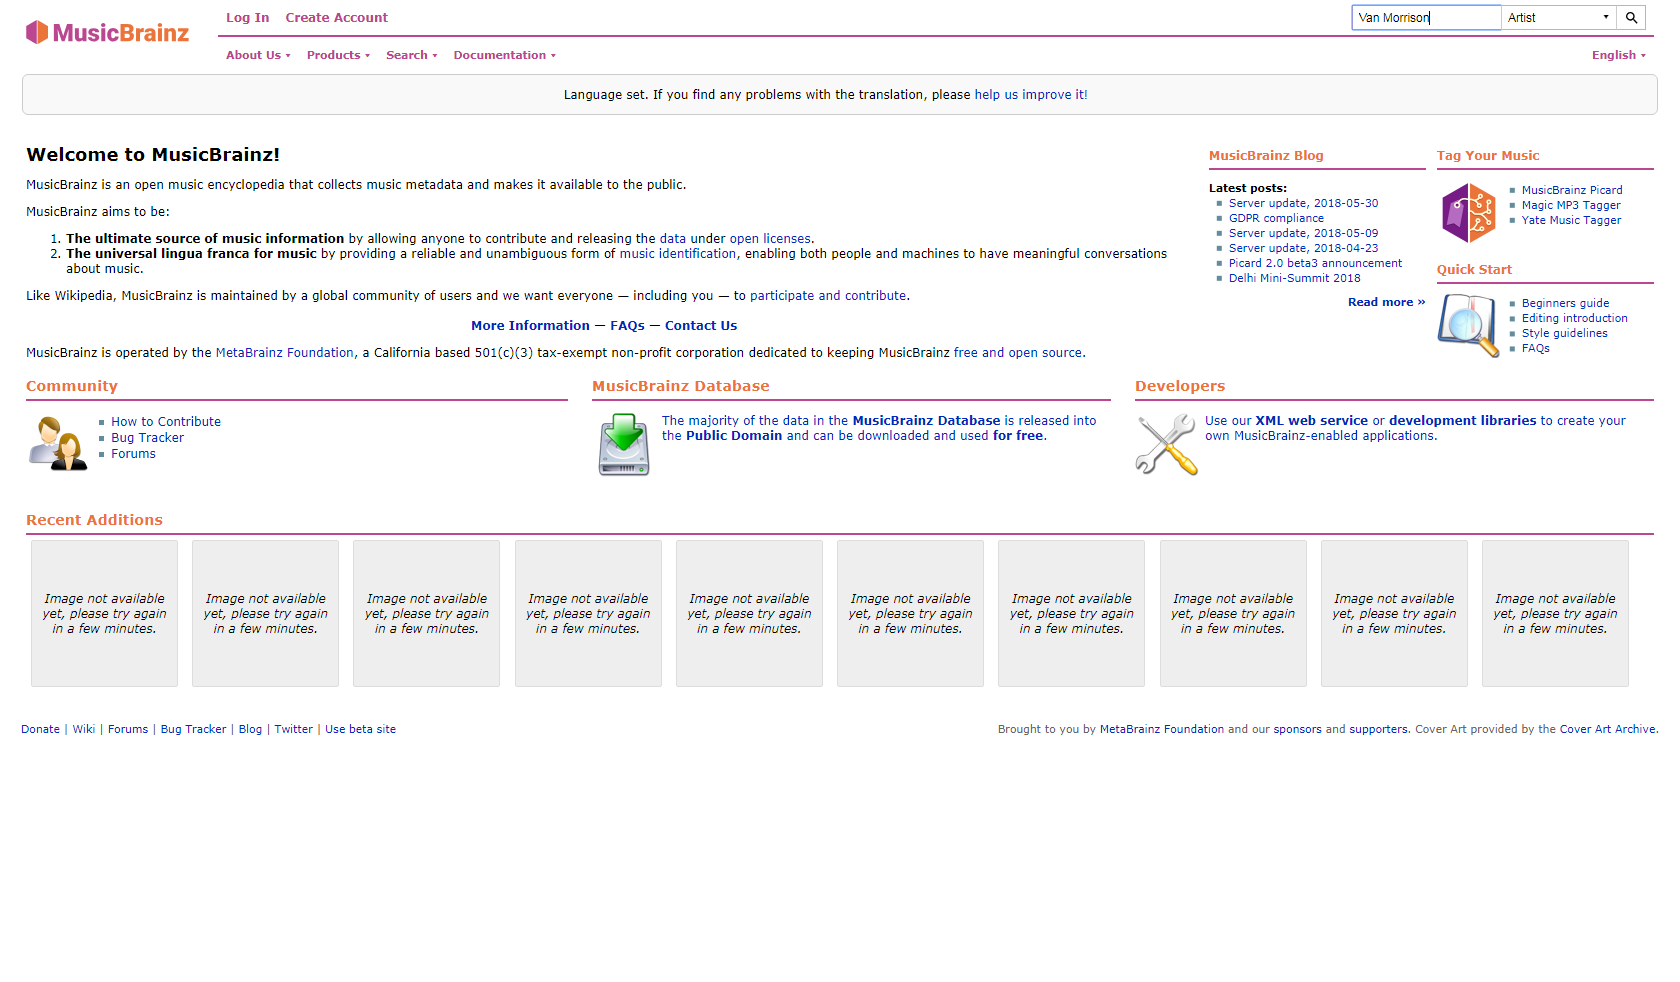 MusicBrainz
Log In Create Account
Van Morrison Artist
About Us Products Search Documentation English
Language set. If you find any problems with the translation, please help us improve it!
Welcome to MusicBrainz!
MusicBrainz is an open music encyclopedia that collects music metadata and makes it available to the public.
MusicBrainz aims to be:
1. The ultimate source of music information by allowing anyone to contribute and releasing the data under open licenses.
2. The universal lingua franca for music by providing a reliable and unambiguous form of music identification, enabling both people and machines to have meaningful conversations
about music.
Like Wikipedia, MusicBrainz is maintained by a global community of users and we want everyone — including you — to participate and contribute.
More Information — FAQs — Contact Us
MusicBrainz is operated by the MetaBrainz Foundation, a California based 501(c)(3) tax-exempt non-profit corporation dedicated to keeping MusicBrainz free and open source.
MusicBrainz Blog
Latest posts:
Server update, 2018-05-30
GDPR compliance
Server update, 2018-05-09
Server update, 2018-04-23
Picard 2.0 beta3 announcement
Delhi Mini-Summit 2018
Read more »
Tag Your Music
MusicBrainz Picard
Magic MP3 Tagger
Yate Music Tagger
Quick Start
Beginners guide
Editing introduction
Style guidelines
FAQs
Community
How to Contribute
Bug Tracker
Forums
MusicBrainz Database
The majority of the data in the MusicBrainz Database is released into
the Public Domain and can be downloaded and used for free.
Developers
Use our XML web service or development libraries to create your
own MusicBrainz-enabled applications.
Recent Additions
Image not available
yet, please try again
in a few minutes.
Image not available
yet, please try again
in a few minutes.
Image not available
yet, please try again
in a few minutes.
Image not available
yet, please try again
in a few minutes.
Image not available
yet, please try again
in a few minutes.
Image not available
yet, please try again
in a few minutes.
Image not available
yet, please try again
in a few minutes.
Image not available
yet, please try again
in a few minutes.
Image not available
yet, please try again
in a few minutes.
Image not available
yet, please try again
in a few minutes.
Donate | Wiki | Forums | Bug Tracker | Blog | Twitter | Use beta site
Brought to you by MetaBrainz Foundation and our sponsors and supporters. Cover Art provided by the Cover Art Archive.